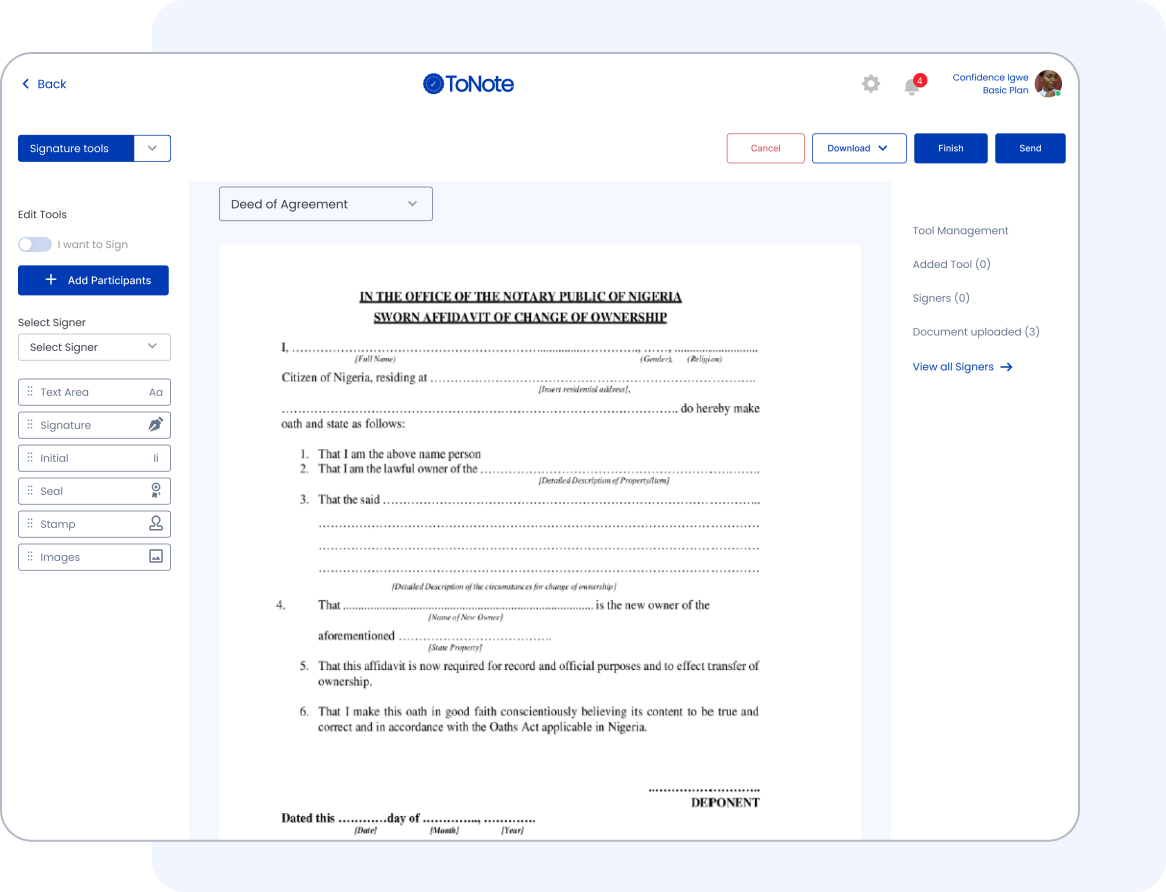 Back
ToNote
4
Confidence Igwe
Basic Plan
Signature tools
Cancel
Download
Finish
Send
Edit Tools
I want to Sign
Add Participants
Select Signer
Select Signer
Text Area Aa
Signature
Initial Ii
Seal
Stamp
Images
Deed of Agreement
IN THE OFFICE OF THE NOTARY PUBLIC OF NIGERIA
SWORN AFFIDAVIT OF CHANGE OF OWNERSHIP
I, ............................................................, ........, ........................
[Full Name) (Gender), (Religion)
Citizen of Nigeria, residing at ............................................................
[Insert residential address],
............................................................ do hereby make
oath and state as follows:
1. That I am the above name person
2. That I am the lawful owner of the ............................................................
[Detailed Description of Property/Item]
3. That the said ............................................................
............................................................
............................................................
............................................................
[Detailed Description of the circumstances for change of ownership]
4. That ............................................................ is the new owner of the
[Name of New Owner]
aforementioned ....................................
[State Property]
5. That this affidavit is now required for record and official purposes and to effect transfer of
ownership.
6. That I make this oath in good faith conscientiously believing its content to be true and
correct and in accordance with the Oaths Act applicable in Nigeria.
............................
DEPONENT
Dated this ............day of ............., .............
[Date] [Month] [Year]
Tool Management
Added Tool (0)
Signers (0)
Document uploaded (3)
View all Signers